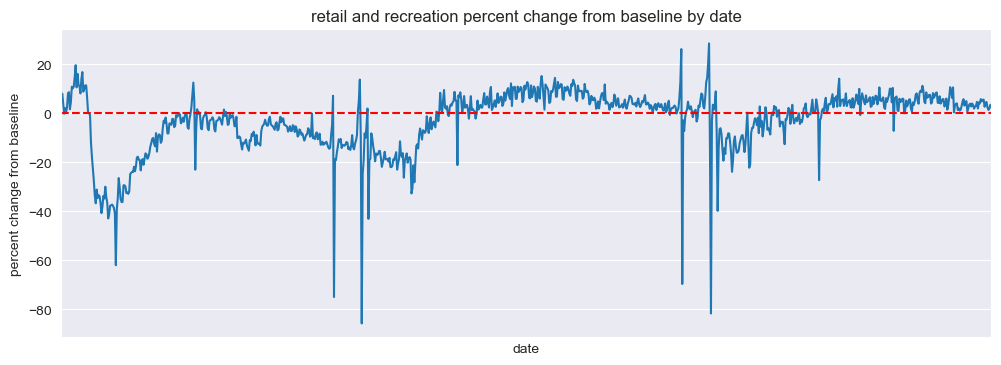 retail and recreation percent change from baseline by date
percent change from baseline
20
0
−20
−40
−60
−80
date